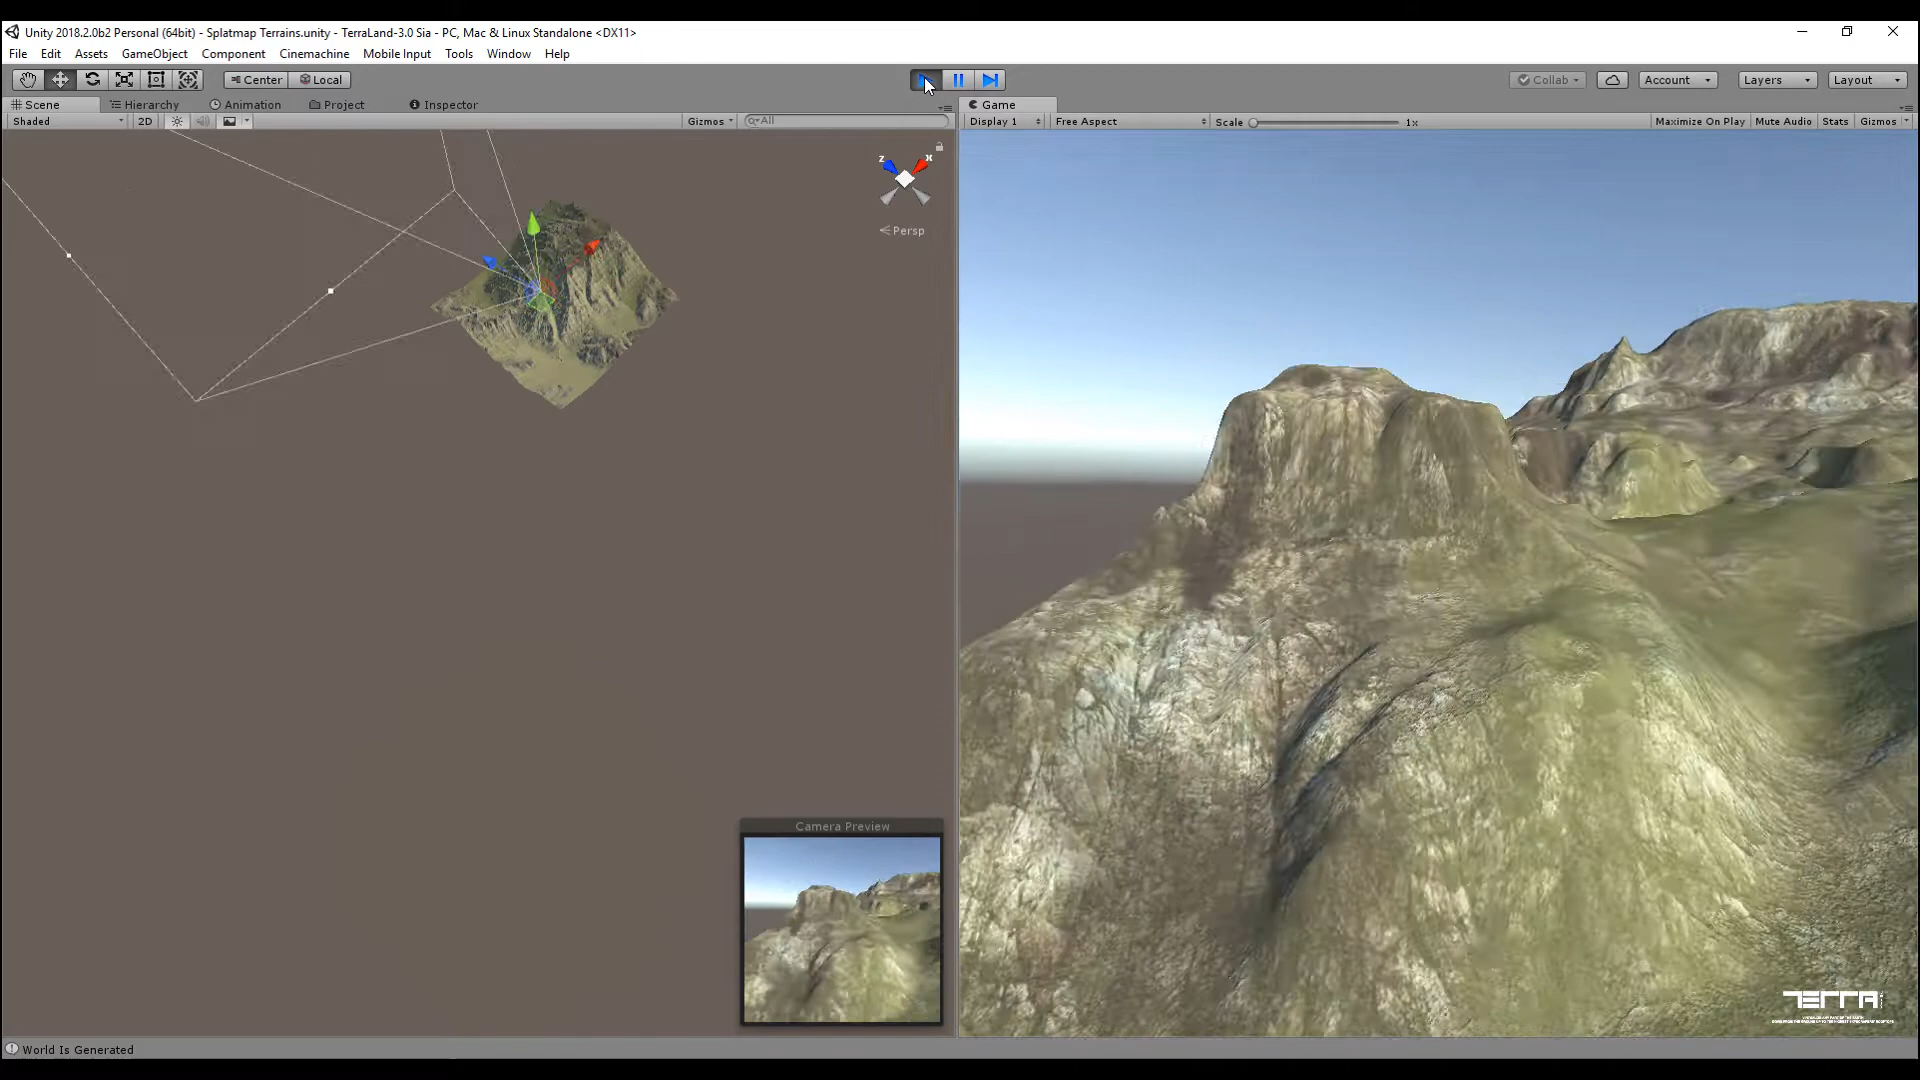 Unity 2018.2.0b2 Personal (64bit) - Splatmap Terrains.unity - TerraLand-3.0 Sia - PC, Mac & Linux Standalone <DX11>
File Edit Assets GameObject Component Cinemachine Mobile Input Tools Window Help
Center Local Collab Account Layers Layout
Scene Hierarchy Animation Project Inspector Game
Shaded 2D Gizmos All Display 1 Free Aspect Scale 1x Maximize On Play Mute Audio Stats Gizmos
z x
Persp
Camera Preview
TERRA
World Is Generated